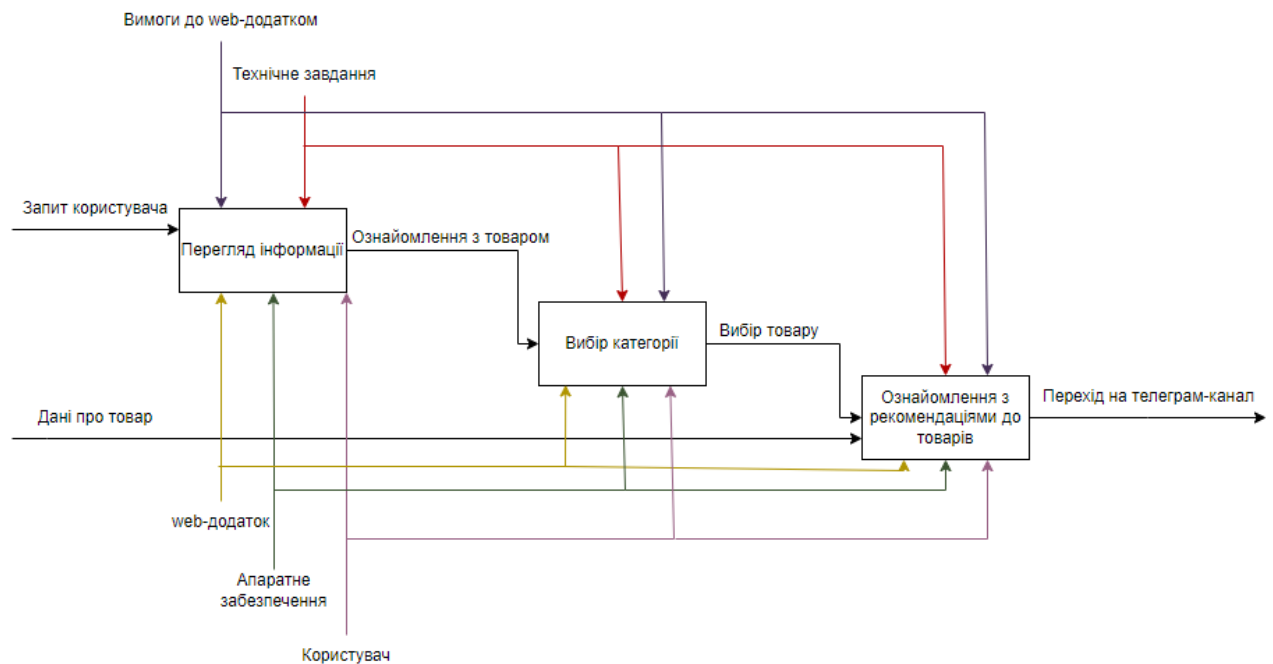 Вимоги до web-додатком
Технічне завдання
Запит користувача
Перегляд інформації
Ознайомлення з товаром
Вибір категорії
Вибір товару
Дані про товар
Ознайомлення з
рекомендаціями до
товарів
Перехід на телеграм-канал
web-додаток
Апаратне
забезпечення
Користувач